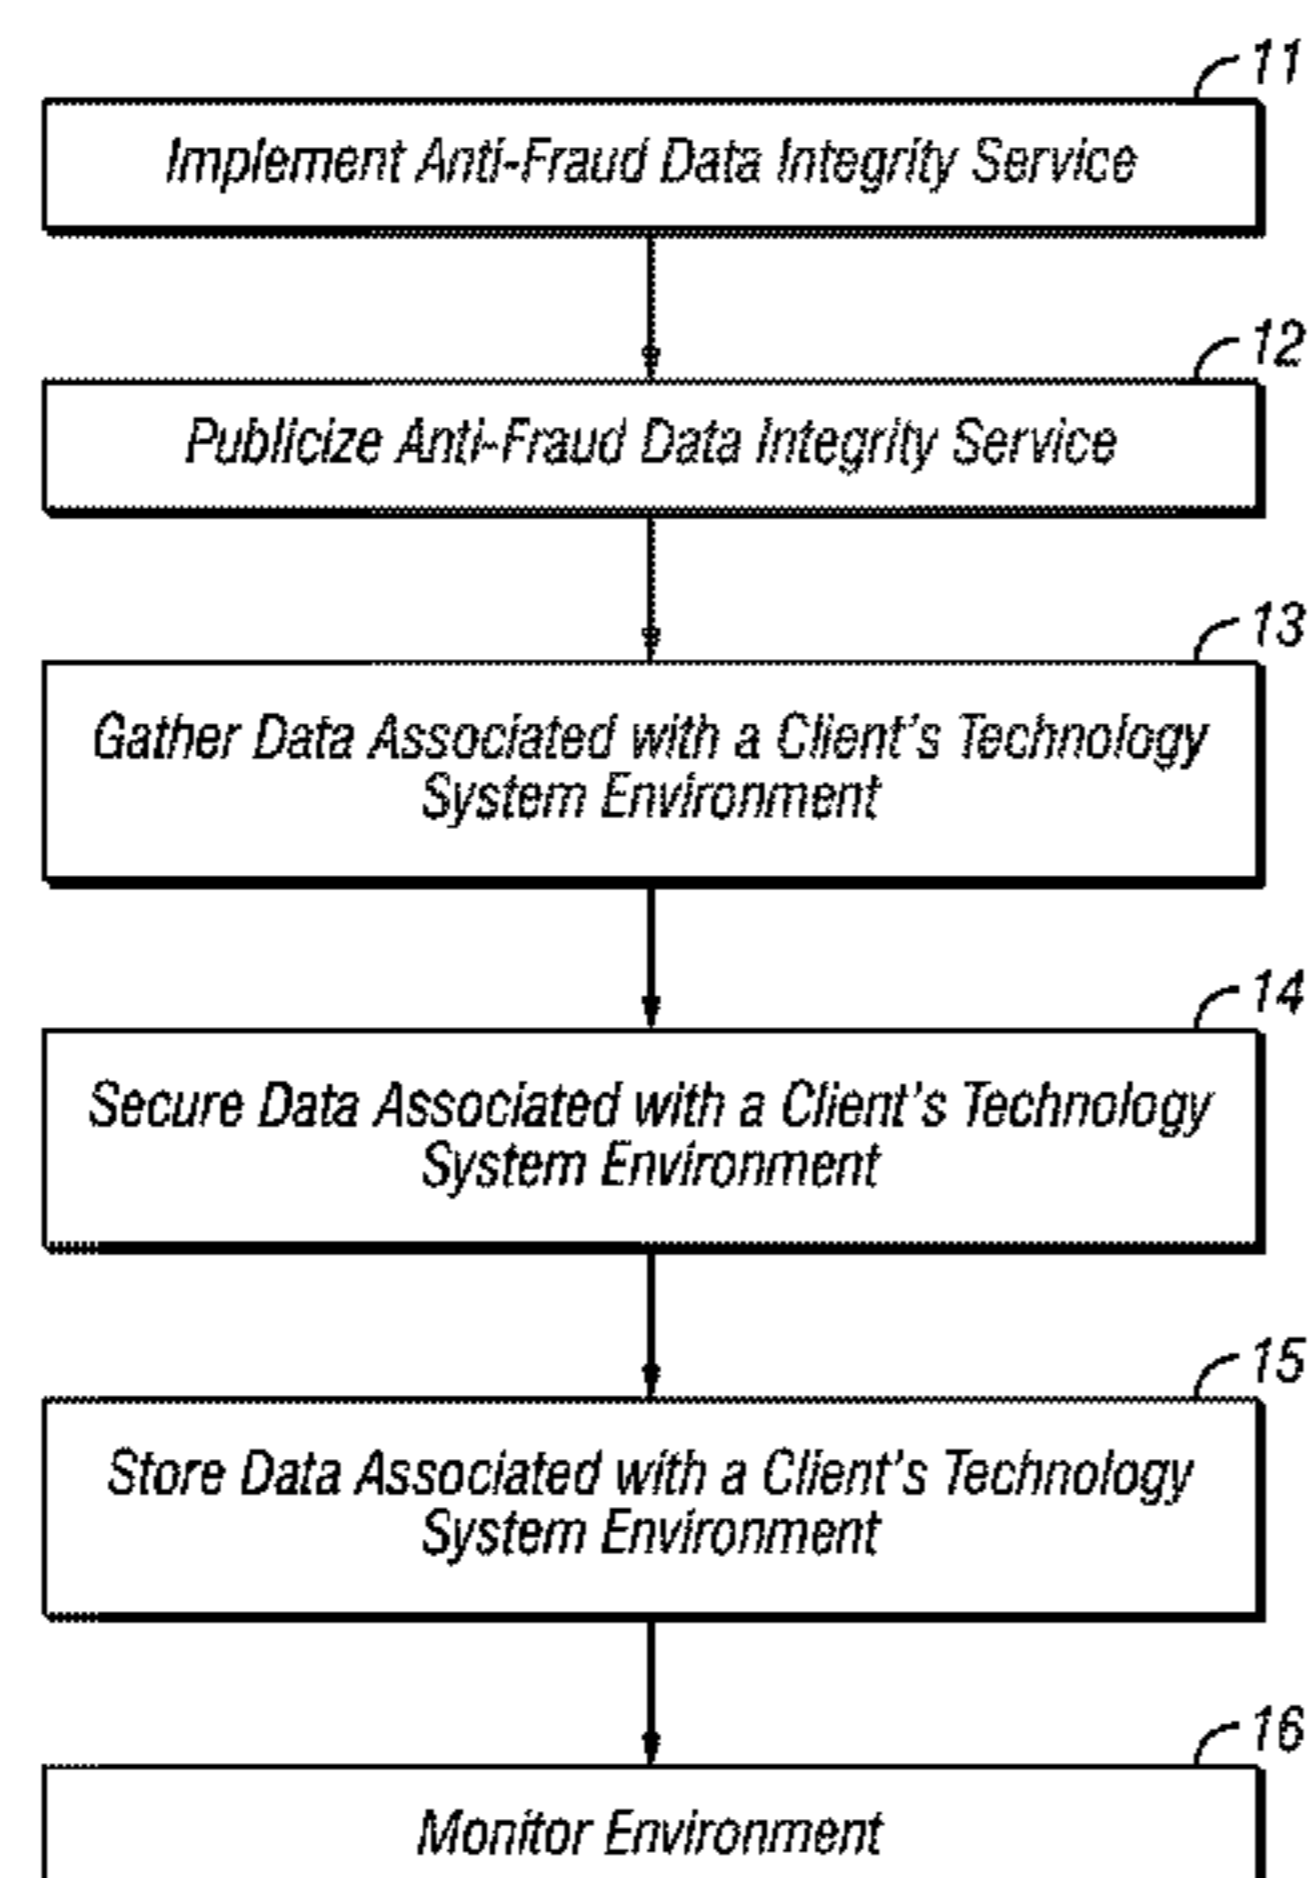 11
Implement Anti-Fraud Data Integrity Service
12
Publicize Anti-Fraud Data Integrity Service
13
Gather Data Associated with a Client's Technology
System Environment
14
Secure Data Associated with a Client's Technology
System Environment
15
Store Data Associated with a Client's Technology
System Environment
16
Monitor Environment